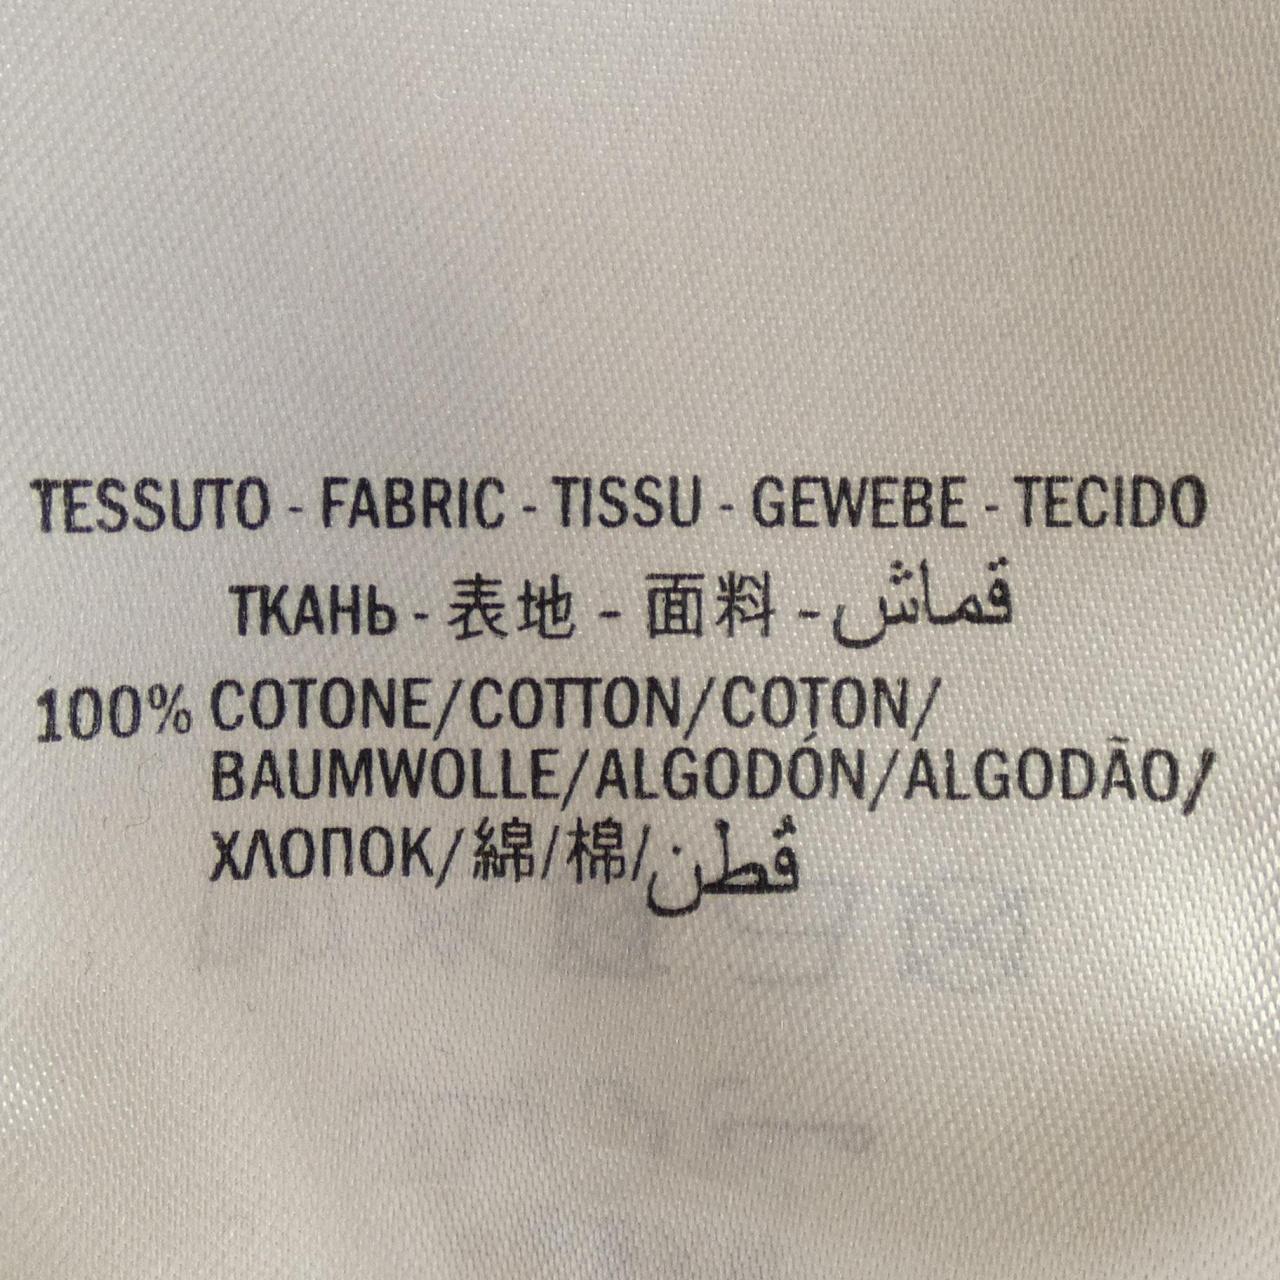 TESSUTO - FABRIC - TISSU - GEWEBE - TECIDO
ТКАНЬ - 表地 - 面料 - قماش
100% COTONE/COTTON/COTON/
BAUMWOLLE/ALGODÓN/ALGODÃO/
ХЛОПОК/綿/棉/قُطن